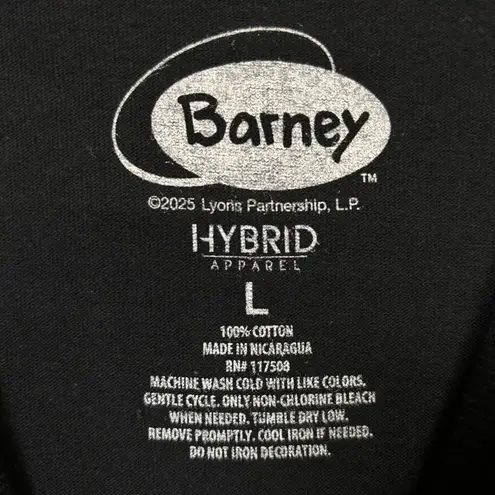 Barney
TM
©2025 Lyons Partnership, L.P.
HYBRID
APPAREL
L
100% COTTON
MADE IN NICARAGUA
RN# 117508
MACHINE WASH COLD WITH LIKE COLORS.
GENTLE CYCLE. ONLY NON-CHLORINE BLEACH
WHEN NEEDED. TUMBLE DRY LOW.
REMOVE PROMPTLY. COOL IRON IF NEEDED.
DO NOT IRON DECORATION.